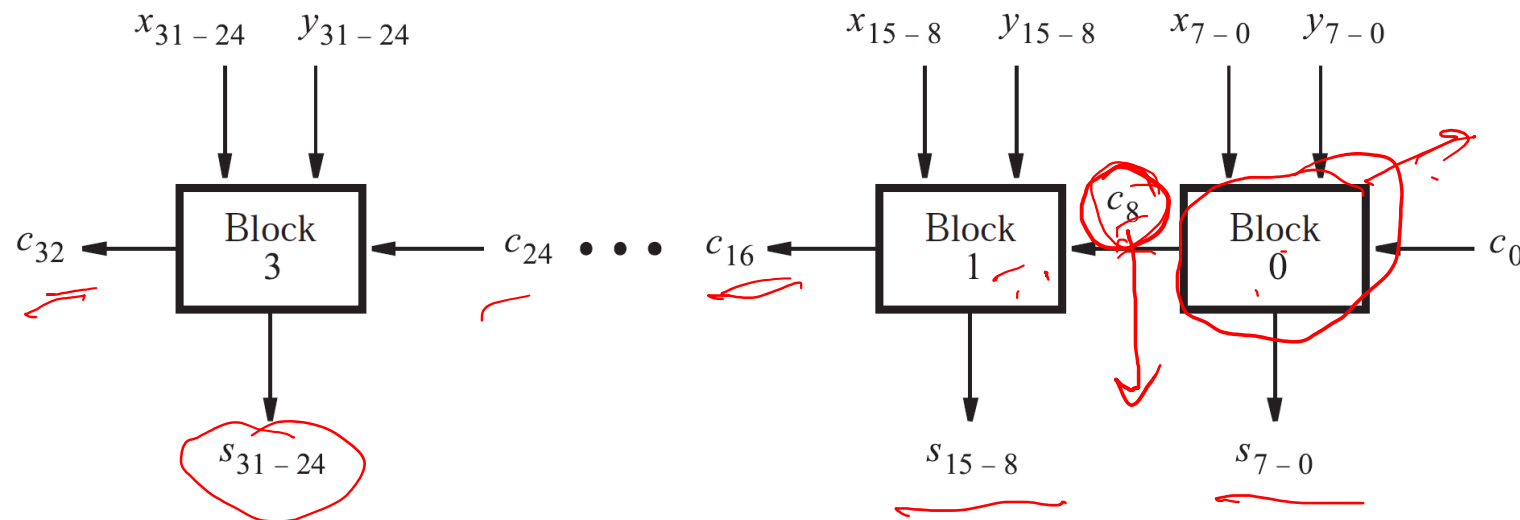 x31 – 24 y31 – 24 x15 – 8 y15 – 8 x7 – 0 y7 – 0
c32 Block 3 c24 • • • c16 Block 1 c8 Block 0 c0
s31 – 24 s15 – 8 s7 – 0